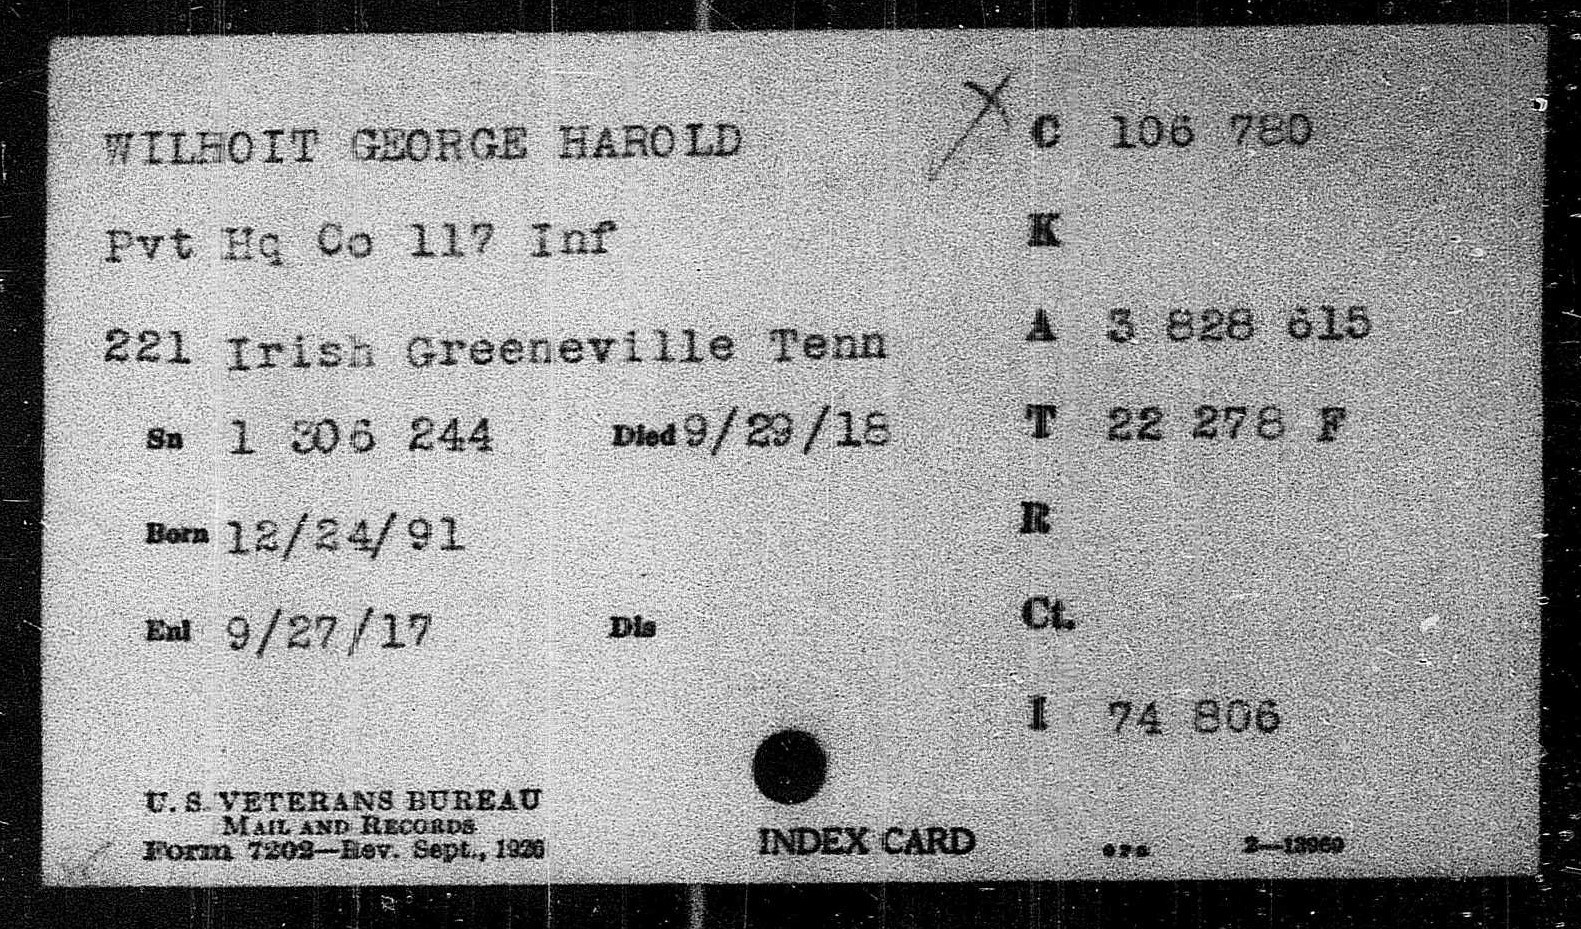 WILHOIT GEORGE HAROLD
C 106 780
Pvt Hq Co 117 Inf
K
221 Irish Greeneville Tenn
A 3 828 615
Sn 1 306 244 Died 9/29/18
T 22 278 F
Born 12/24/91
R
Enl 9/27/17 Dis
Ct.
I 74 806
U. S. VETERANS BUREAU
MAIL AND RECORDS
Form 7202—Rev. Sept., 1926
INDEX CARD
GPO